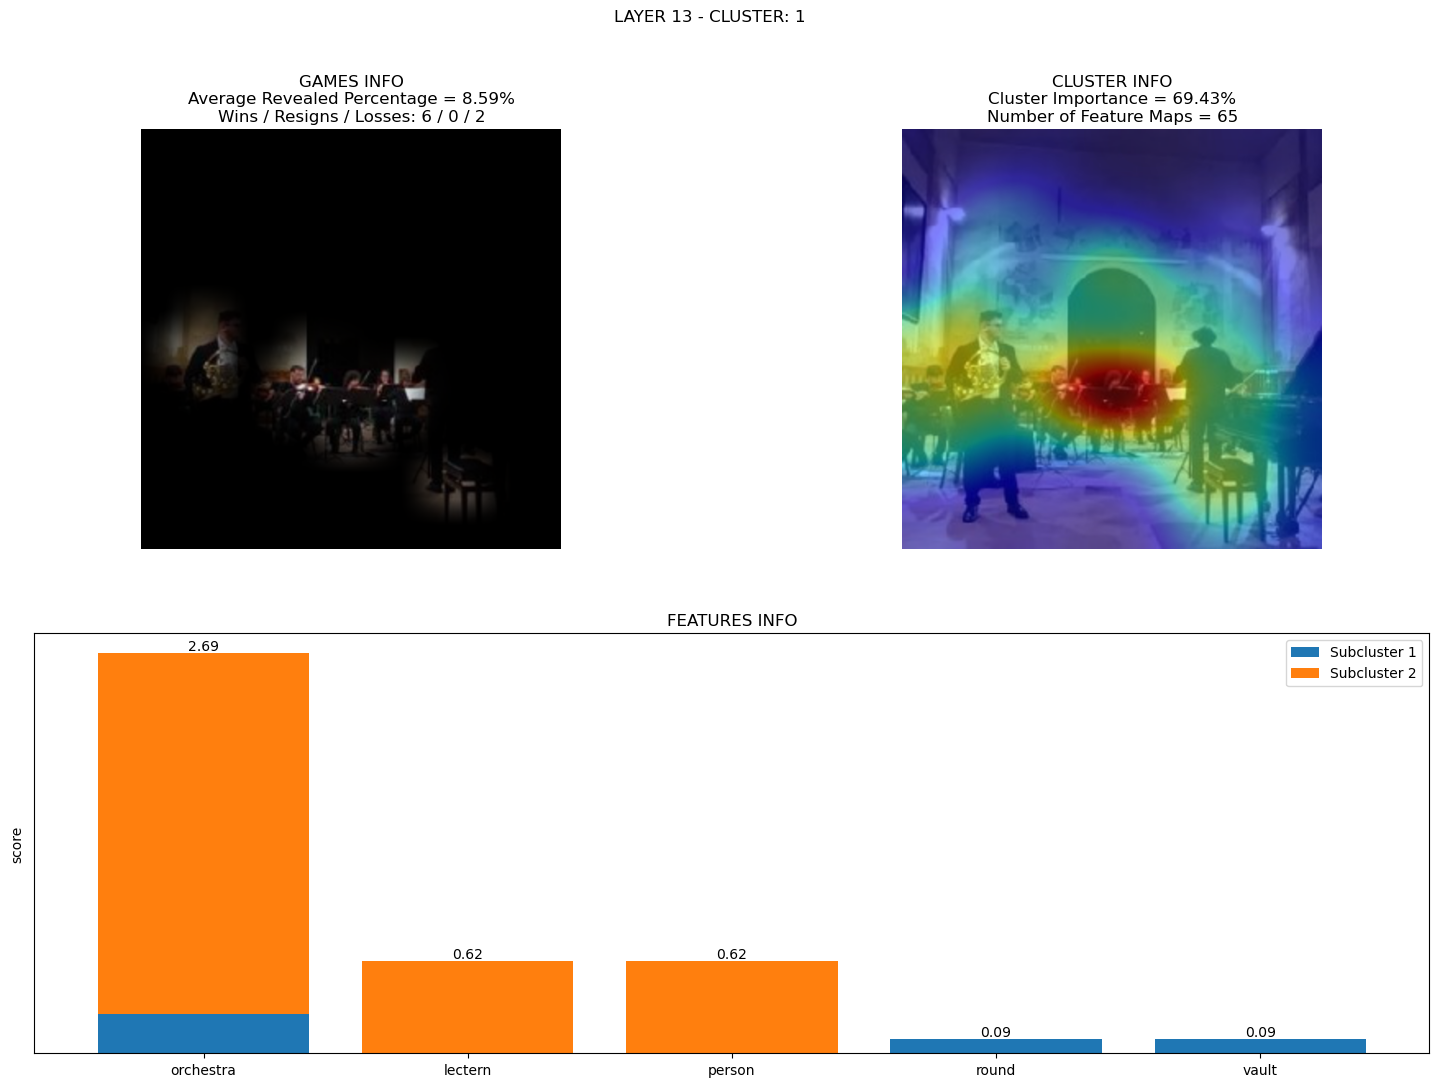 LAYER 13 - CLUSTER: 1
GAMES INFO
Average Revealed Percentage = 8.59%
Wins / Resigns / Losses: 6 / 0 / 2
CLUSTER INFO
Cluster Importance = 69.43%
Number of Feature Maps = 65
FEATURES INFO
2.69
0.62
0.62
0.09
0.09
Subcluster 1
Subcluster 2
score
orchestra
lectern
person
round
vault